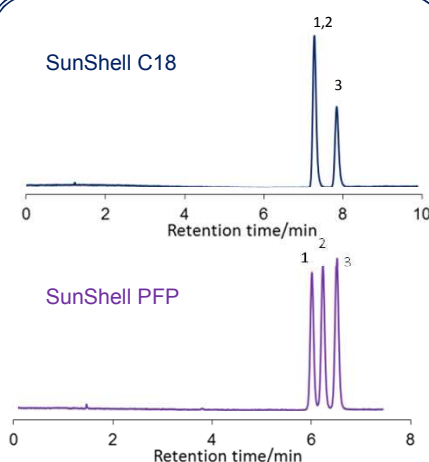 1,2
SunShell C18
3
0 2 4 6 8 10
Retention time/min
2
1 3
SunShell PFP
0 2 4 6 8
Retention time/min